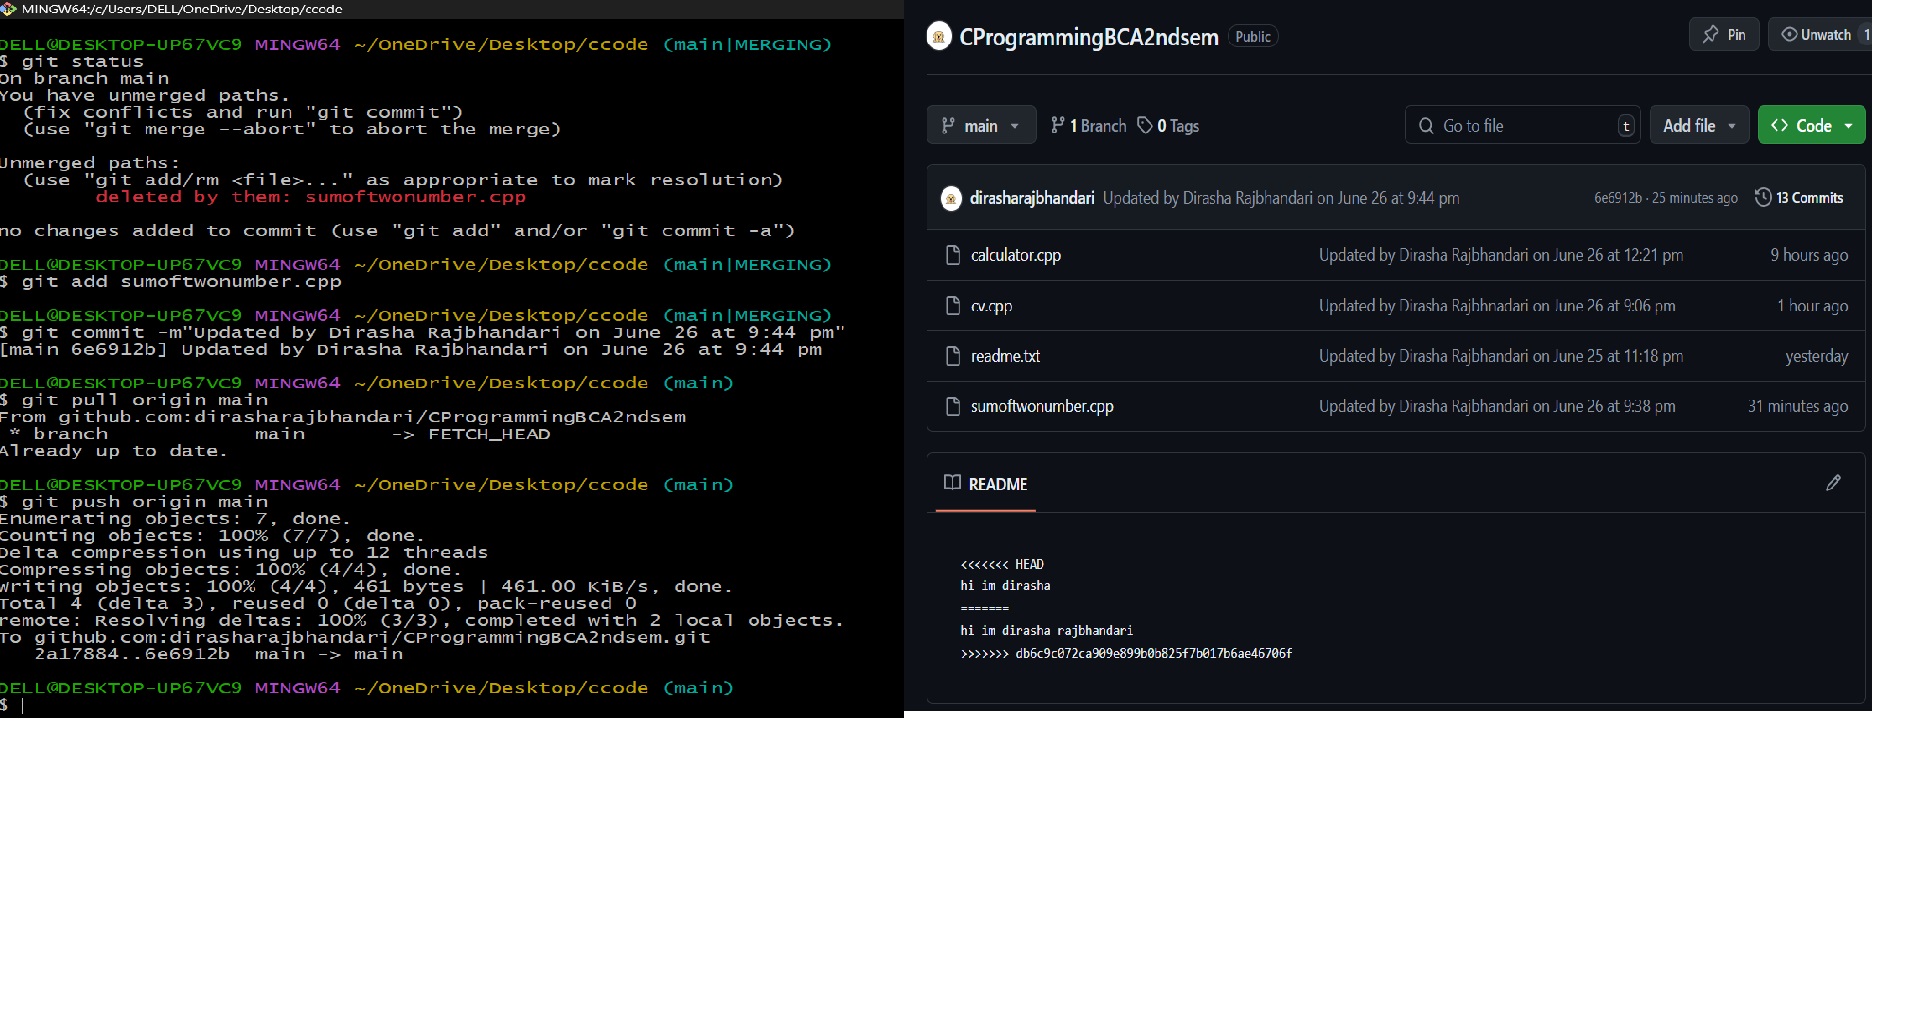 MINGW64:/c/Users/DELL/OneDrive/Desktop/ccode
DELL@DESKTOP-UP67VC9 MINGW64 ~/OneDrive/Desktop/ccode (main|MERGING)
$ git status
On branch main
You have unmerged paths.
(fix conflicts and run "git commit")
(use "git merge --abort" to abort the merge)
Unmerged paths:
(use "git add/rm <file>..." as appropriate to mark resolution)
deleted by them: sumoftwonumber.cpp
no changes added to commit (use "git add" and/or "git commit -a")
DELL@DESKTOP-UP67VC9 MINGW64 ~/OneDrive/Desktop/ccode (main|MERGING)
$ git add sumoftwonumber.cpp
DELL@DESKTOP-UP67VC9 MINGW64 ~/OneDrive/Desktop/ccode (main|MERGING)
$ git commit -m"Updated by Dirasha Rajbhandari on June 26 at 9:44 pm"
[main 6e6912b] Updated by Dirasha Rajbhandari on June 26 at 9:44 pm
DELL@DESKTOP-UP67VC9 MINGW64 ~/OneDrive/Desktop/ccode (main)
$ git pull origin main
From github.com:dirasharajbhandari/CProgrammingBCA2ndsem
* branch main -> FETCH_HEAD
Already up to date.
DELL@DESKTOP-UP67VC9 MINGW64 ~/OneDrive/Desktop/ccode (main)
$ git push origin main
Enumerating objects: 7, done.
Counting objects: 100% (7/7), done.
Delta compression using up to 12 threads
Compressing objects: 100% (4/4), done.
Writing objects: 100% (4/4), 461 bytes | 461.00 KiB/s, done.
Total 4 (delta 3), reused 0 (delta 0), pack-reused 0
remote: Resolving deltas: 100% (3/3), completed with 2 local objects.
To github.com:dirasharajbhandari/CProgrammingBCA2ndsem.git
2a17884..6e6912b main -> main
DELL@DESKTOP-UP67VC9 MINGW64 ~/OneDrive/Desktop/ccode (main)
$
CProgrammingBCA2ndsem Public Pin Unwatch 1
main 1 Branch 0 Tags Go to file t Add file Code
dirasharajbhandari Updated by Dirasha Rajbhandari on June 26 at 9:44 pm 6e6912b · 25 minutes ago 13 Commits
calculator.cpp Updated by Dirasha Rajbhandari on June 26 at 12:21 pm 9 hours ago
cv.cpp Updated by Dirasha Rajbhnadari on June 26 at 9:06 pm 1 hour ago
readme.txt Updated by Dirasha Rajbhandari on June 25 at 11:18 pm yesterday
sumoftwonumber.cpp Updated by Dirasha Rajbhandari on June 26 at 9:38 pm 31 minutes ago
README
<<<<<<< HEAD
hi im dirasha
=======
hi im dirasha rajbhandari
>>>>>>> db6c9c072ca909e899b0b825f7b017b6ae46706f